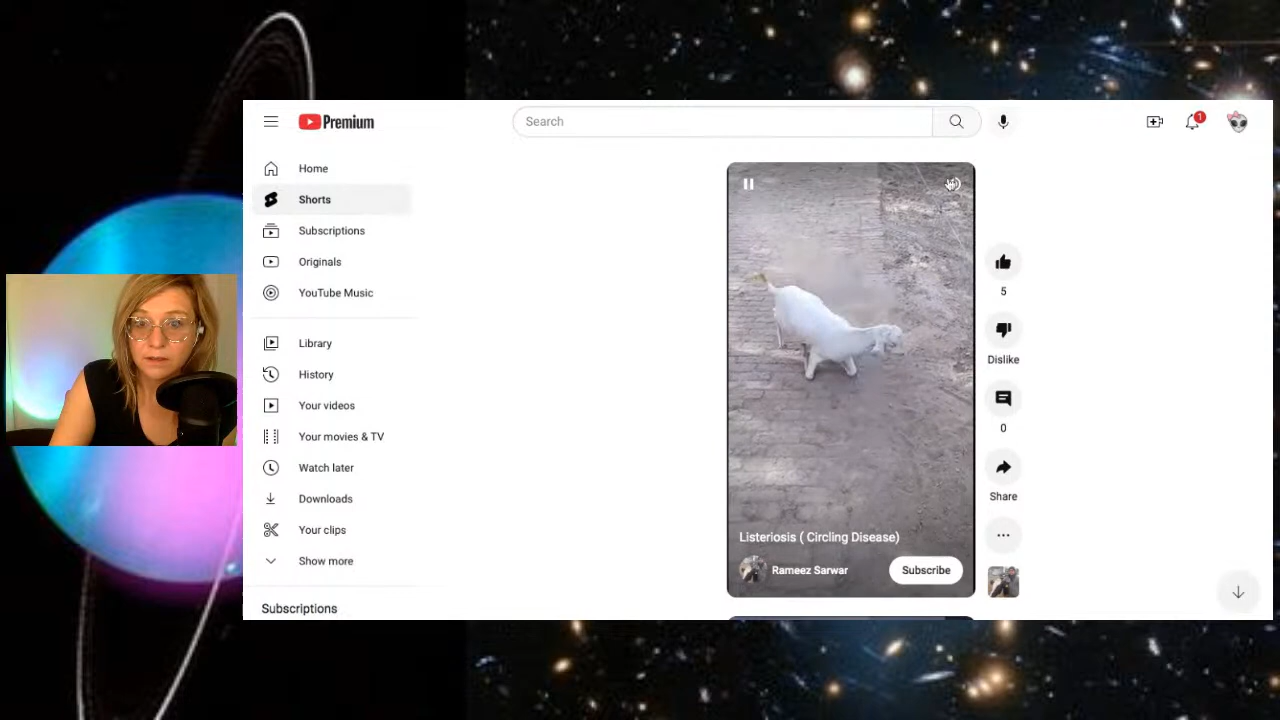 Premium
Search
1
Home
Shorts
Subscriptions
Originals
YouTube Music
Library
History
Your videos
Your movies & TV
Watch later
Downloads
Your clips
Show more
Subscriptions
Listeriosis ( Circling Disease)
Rameez Sarwar
Subscribe
5
Dislike
0
Share